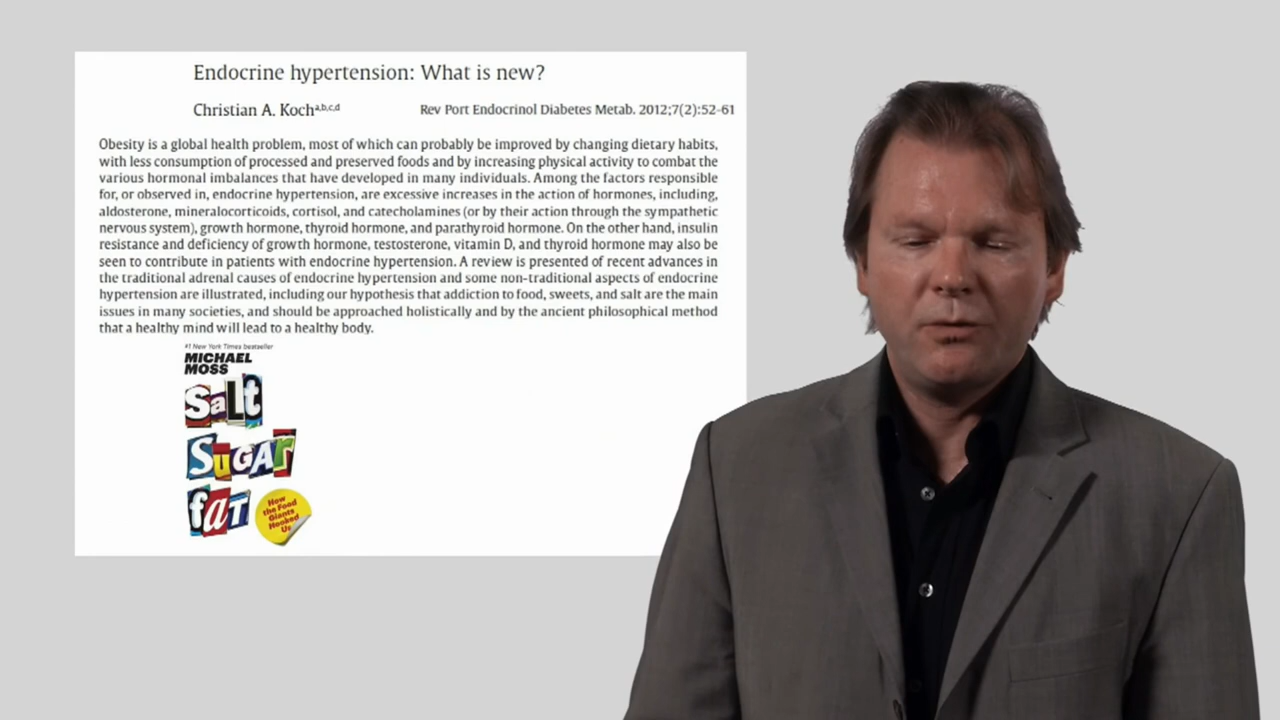 Endocrine hypertension: What is new?
Christian A. Koch a,b,c,d Rev Port Endocrinol Diabetes Metab. 2012;7(2):52-61
Obesity is a global health problem, most of which can probably be improved by changing dietary habits,
with less consumption of processed and preserved foods and by increasing physical activity to combat the
various hormonal imbalances that have developed in many individuals. Among the factors responsible
for, or observed in, endocrine hypertension, are excessive increases in the action of hormones, including,
aldosterone, mineralocorticoids, cortisol, and catecholamines (or by their action through the sympathetic
nervous system), growth hormone, thyroid hormone, and parathyroid hormone. On the other hand, insulin
resistance and deficiency of growth hormone, testosterone, vitamin D, and thyroid hormone may also be
seen to contribute in patients with endocrine hypertension. A review is presented of recent advances in
the traditional adrenal causes of endocrine hypertension and some non-traditional aspects of endocrine
hypertension are illustrated, including our hypothesis that addiction to food, sweets, and salt are the main
issues in many societies, and should be approached holistically and by the ancient philosophical method
that a healthy mind will lead to a healthy body.
#1 New York Times bestseller
MICHAEL
MOSS
SaLt
SUGAr
faT
How
the Food
Giants
Hooked
Us